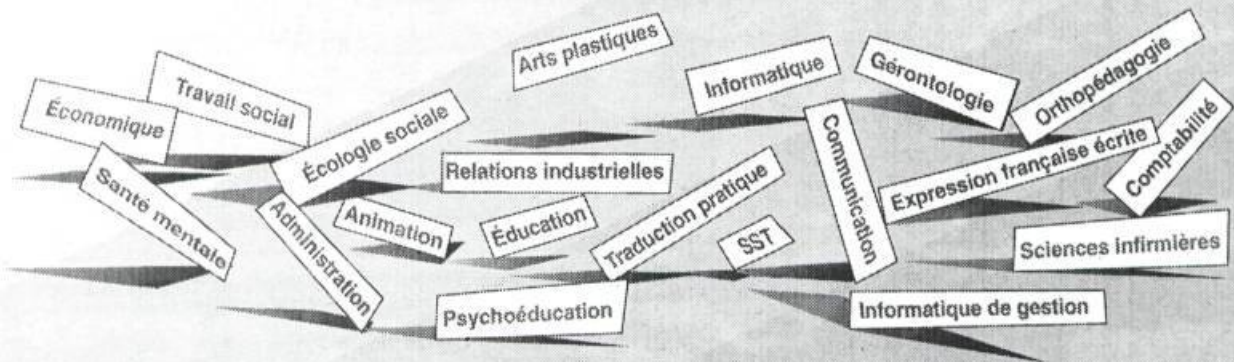 Arts plastiques
Informatique
Gérontologie
Orthopédagogie
Travail social
Économique
Écologie sociale
Communication
Comptabilité
Relations industrielles
Expression française écrite
Santé mentale
Administration
Animation
Éducation
Traduction pratique
SST
Sciences infirmières
Psychoéducation
Informatique de gestion